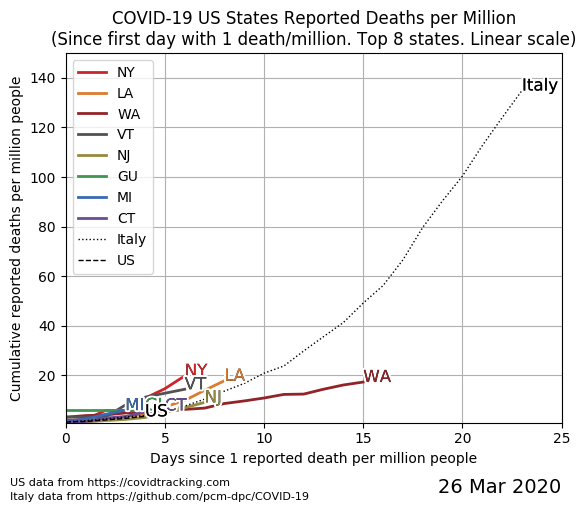 COVID-19 US States Reported Deaths per Million
(Since first day with 1 death/million. Top 8 states. Linear scale)
Cumulative reported deaths per million people
140
120
100
80
60
40
20
NY
LA
WA
VT
NJ
GU
MI
CT
Italy
US
Italy
NY
LA
WA
VT
NJ
MI
GU
CT
US
0
5
10
15
20
25
Days since 1 reported death per million people
US data from https://covidtracking.com
Italy data from https://github.com/pcm-dpc/COVID-19
26 Mar 2020